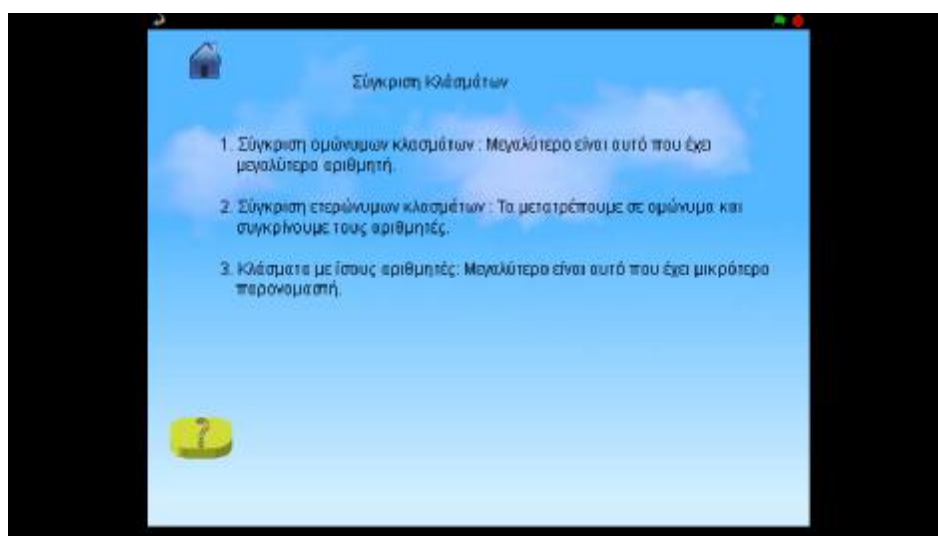 Σύγκριση Κλάσμάτων
1. Σύγκριση ομώνυμων κλασμάτων : Μεγαλύτερο είναι αυτό που έχει
μεγαλύτερο αριθμητή.
2. Σύγκριση ετερώνυμων κλασμάτων : Τα μετατρέπουμε σε ομώνυμα και
συγκρίνουμε τους αριθμητές.
3. Κλάσματα με ίσους αριθμητές: Μεγαλύτερο είναι αυτό που έχει μικρότερο
παρονομαστή.
?